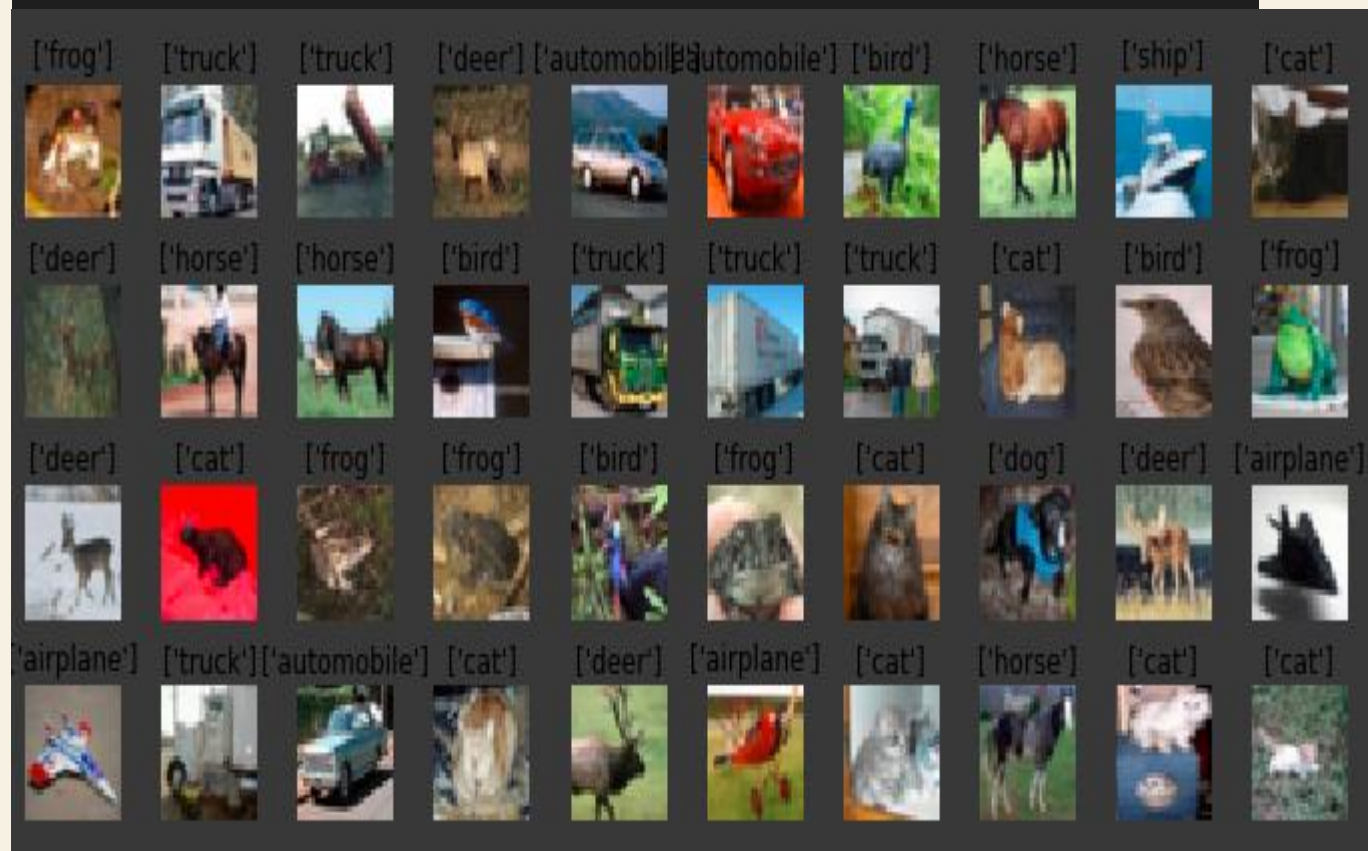 ['frog'] ['truck'] ['truck'] ['deer'] ['automobile'] ['automobile'] ['bird'] ['horse'] ['ship'] ['cat']
['deer'] ['horse'] ['horse'] ['bird'] ['truck'] ['truck'] ['truck'] ['cat'] ['bird'] ['frog']
['deer'] ['cat'] ['frog'] ['frog'] ['bird'] ['frog'] ['cat'] ['dog'] ['deer'] ['airplane']
['airplane'] ['truck'] ['automobile'] ['cat'] ['deer'] ['airplane'] ['cat'] ['horse'] ['cat'] ['cat']